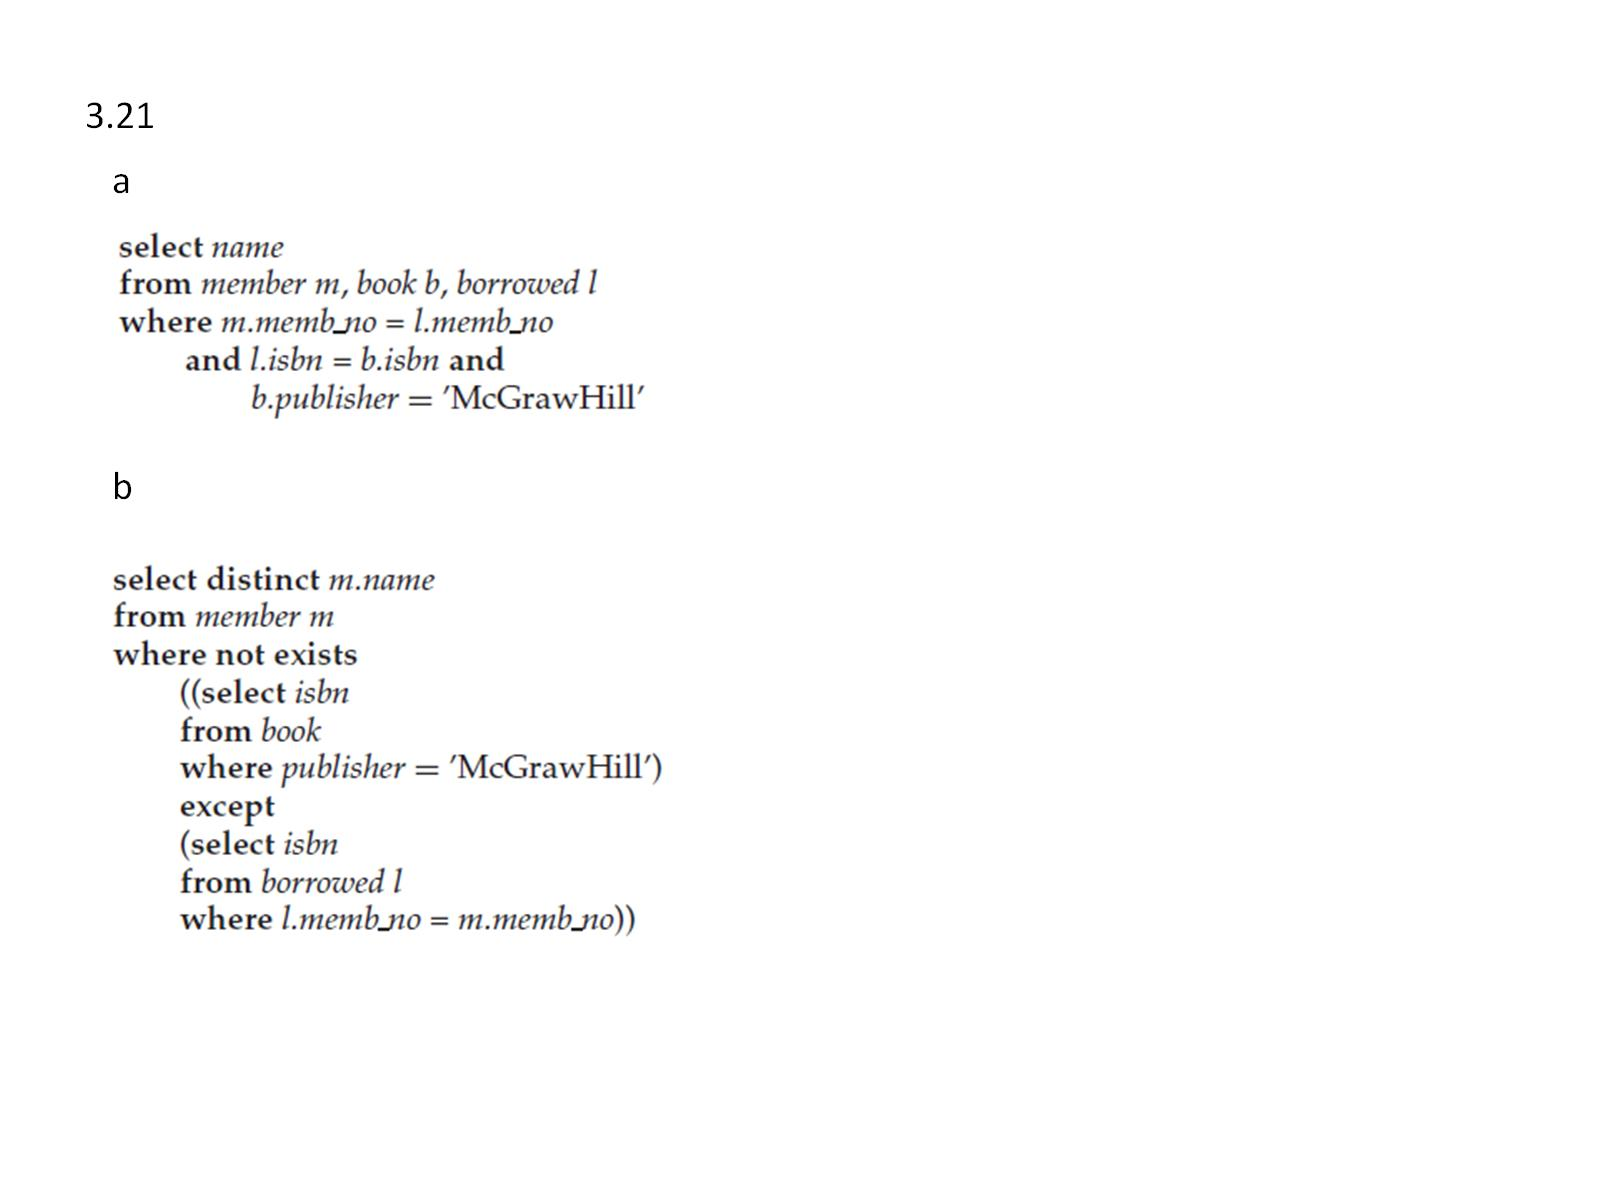 3.21
a
select name
from member m, book b, borrowed l
where m.memb_no = l.memb_no
and l.isbn = b.isbn and
b.publisher = ’McGrawHill’
b
select distinct m.name
from member m
where not exists
((select isbn
from book
where publisher = ’McGrawHill’)
except
(select isbn
from borrowed l
where l.memb_no = m.memb_no))